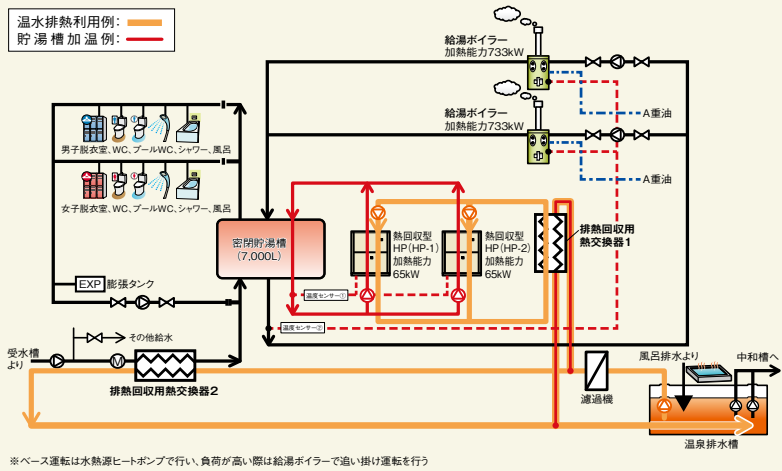 温水排熱利用例：
貯湯槽加温例：
給湯ボイラー
加熱能力733kW
A重油
給湯ボイラー
加熱能力733kW
A重油
男子脱衣室、WC、プールWC、シャワー、風呂
女子脱衣室、WC、プールWC、シャワー、風呂
密閉貯湯槽
(7,000L)
熱回収型
HP(HP-1)
加熱能力
65kW
熱回収型
HP(HP-2)
加熱能力
65kW
排熱回収用
熱交換器1
EXP 膨張タンク
温度センサー①
温度センサー②
その他給水
受水槽
より
M
排熱回収用熱交換器2
濾過機
風呂排水より
中和槽へ
温泉排水槽
※ベース運転は水熱源ヒートポンプで行い、負荷が高い際は給湯ボイラーで追い掛け運転を行う